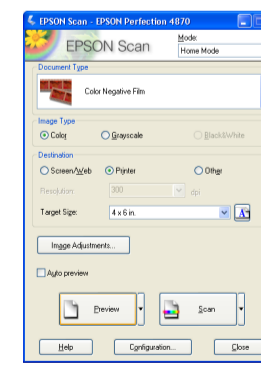 EPSON Scan - EPSON Perfection 4870
EPSON Scan
Mode:
Home Mode
Document Type
Color Negative Film
Image Type
Color
Grayscale
Black&White
Destination
Screen/Web
Printer
Other
Resolution:
300
dpi
Target Size:
4 x 6 in.
A
Image Adjustments...
Auto preview
Preview
Scan
Help
Configuration...
Close